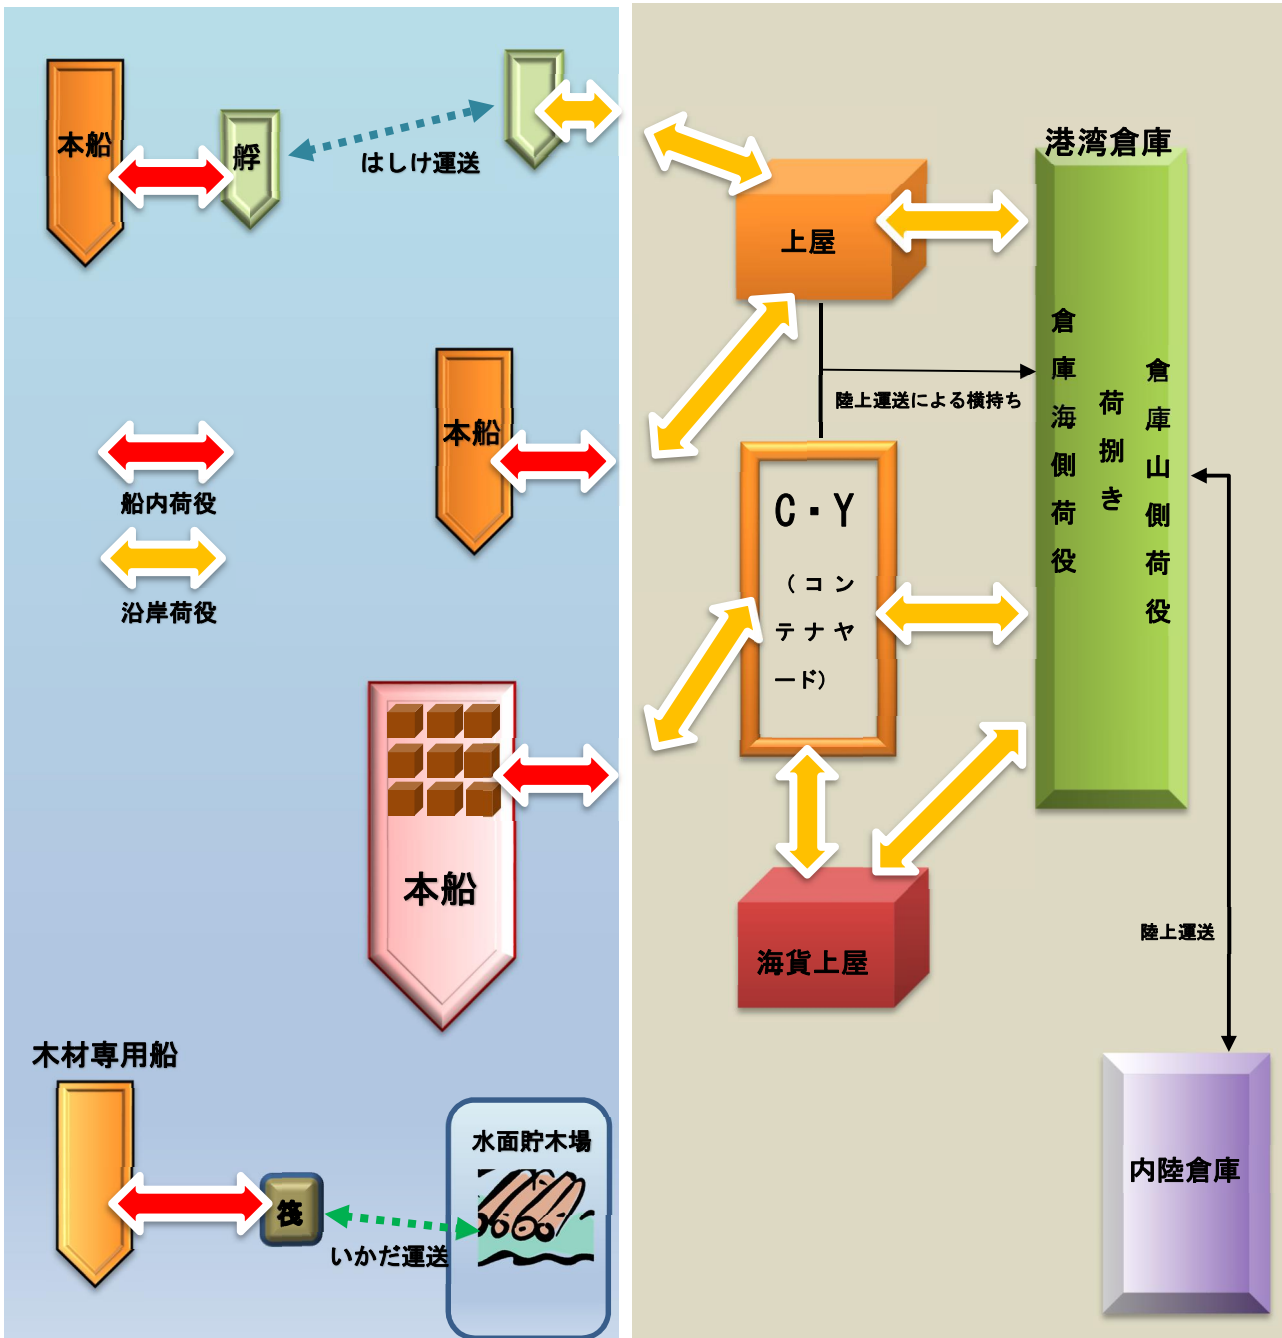 本船
艀
はしけ運送
本船
船内荷役
沿岸荷役
本船
木材専用船
筏
いかだ運送
水面貯木場
上屋
港湾倉庫
倉庫海側荷役
荷捌き
倉庫山側荷役
陸上運送による横持ち
C・Y
（コン
テナヤ
ード）
海貨上屋
陸上運送
内陸倉庫